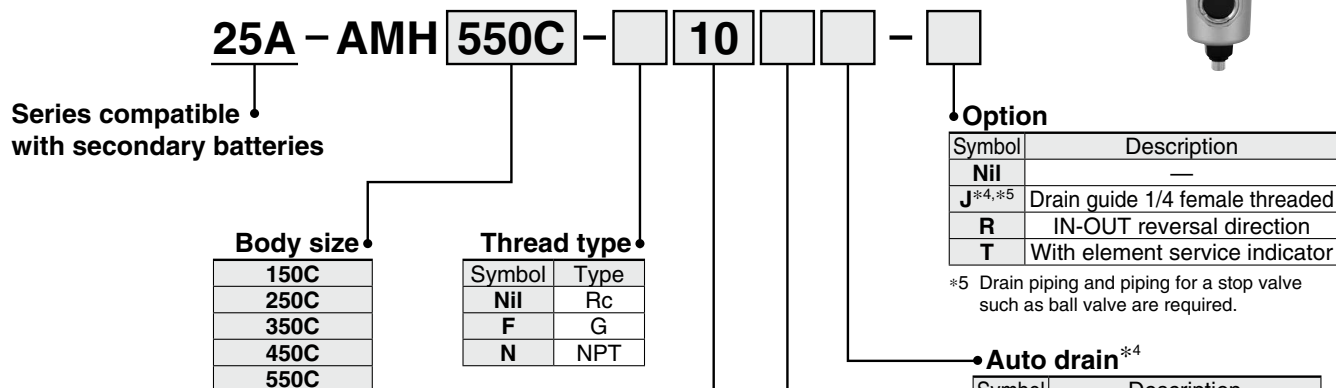 25A – AMH 550C – 10 –
Series compatible
with secondary batteries
Body size
150C
250C
350C
450C
550C
Thread type
Symbol Type
Nil Rc
F G
N NPT
Option
Symbol Description
Nil —
J*4,*5 Drain guide 1/4 female threaded
R IN-OUT reversal direction
T With element service indicator
*5 Drain piping and piping for a stop valve
such as ball valve are required.
Auto drain*4
Symbol Description